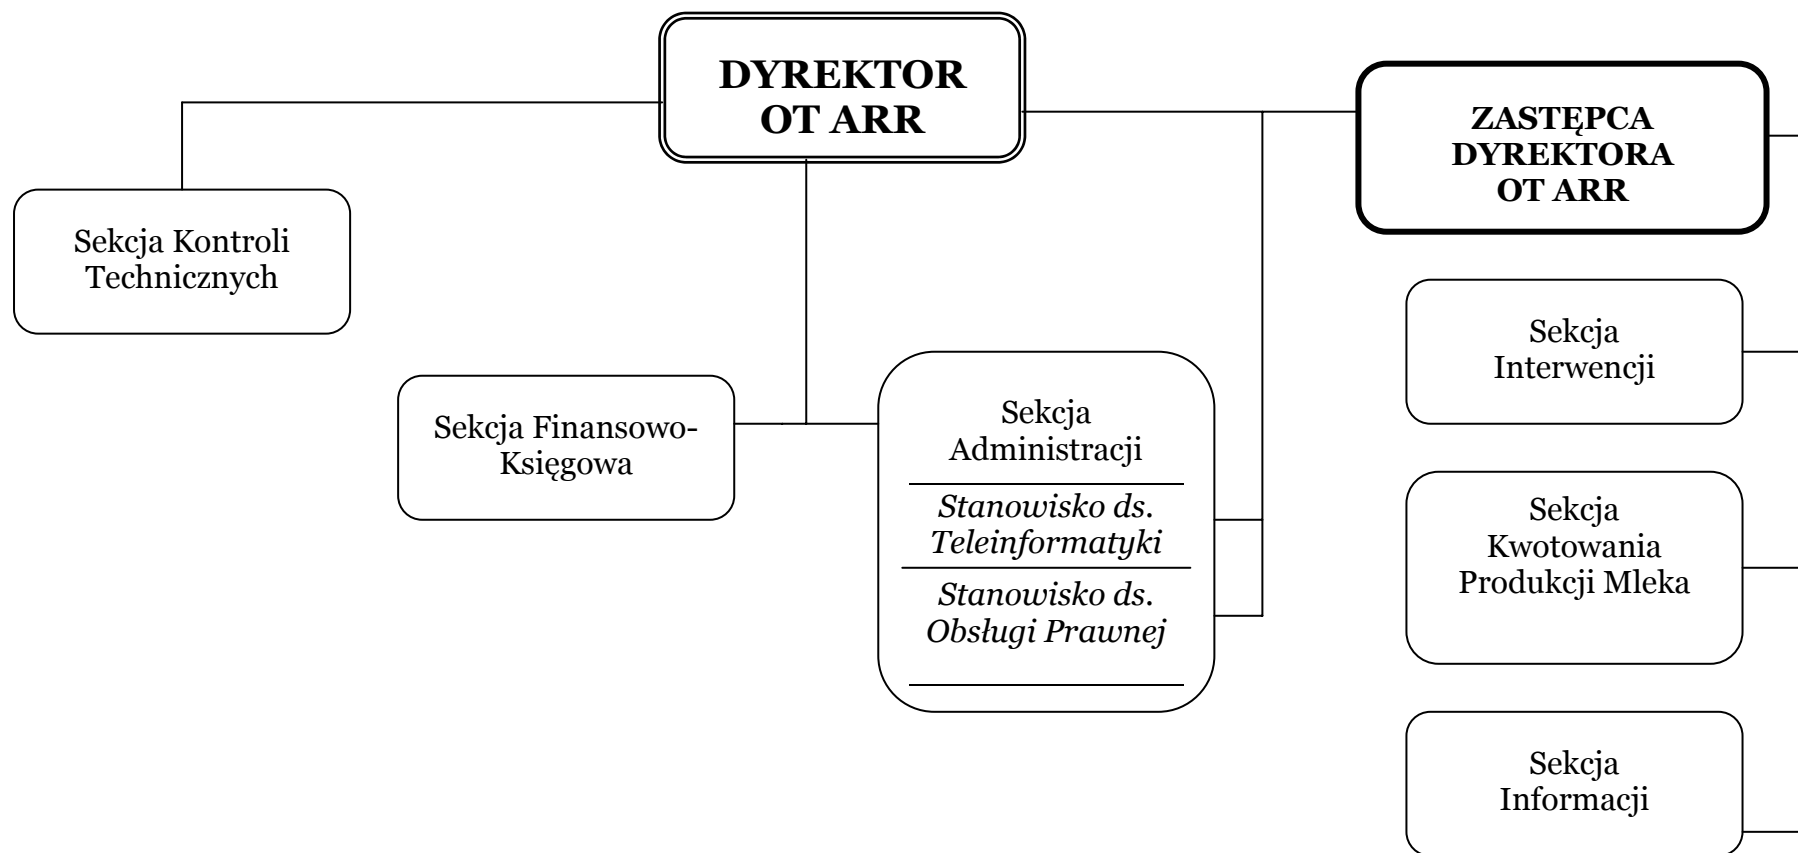 DYREKTOR
OT ARR
ZASTĘPCA
DYREKTORA
OT ARR
Sekcja Kontroli
Technicznych
Sekcja
Interwencji
Sekcja Finansowo-
Księgowa
Sekcja
Administracji
Stanowisko ds.
Teleinformatyki
Stanowisko ds.
Obsługi Prawnej
Sekcja
Kwotowania
Produkcji Mleka
Sekcja
Informacji